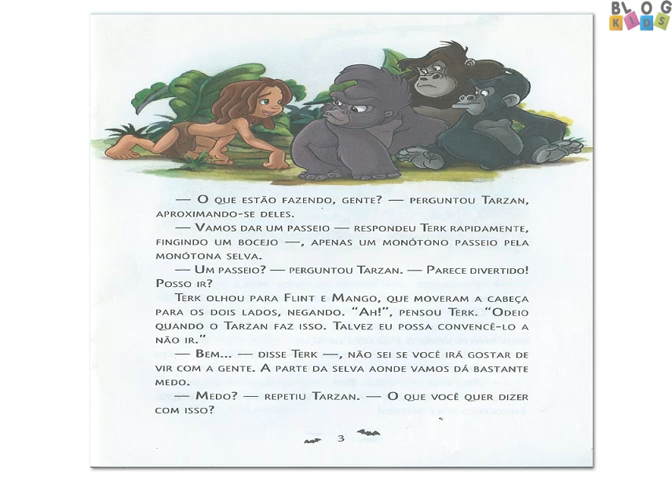 BLOG
KIDS
— O QUE ESTÃO FAZENDO, GENTE? — PERGUNTOU TARZAN,
APROXIMANDO-SE DELES.
— VAMOS DAR UM PASSEIO — RESPONDEU TERK RAPIDAMENTE,
FINGINDO UM BOCEJO —, APENAS UM MONÓTONO PASSEIO PELA
MONÓTONA SELVA.
— UM PASSEIO? — PERGUNTOU TARZAN. — PARECE DIVERTIDO!
POSSO IR?
TERK OLHOU PARA FLINT E MANGO, QUE MOVERAM A CABEÇA
PARA OS DOIS LADOS, NEGANDO. “AH!”, PENSOU TERK. “ODEIO
QUANDO O TARZAN FAZ ISSO. TALVEZ EU POSSA CONVENCÊ-LO A
NÃO IR.”
— BEM... — DISSE TERK —, NÃO SEI SE VOCÊ IRÁ GOSTAR DE
VIR COM A GENTE. A PARTE DA SELVA AONDE VAMOS DÁ BASTANTE
MEDO.
— MEDO? — REPETIU TARZAN. — O QUE VOCÊ QUER DIZER
COM ISSO?
3